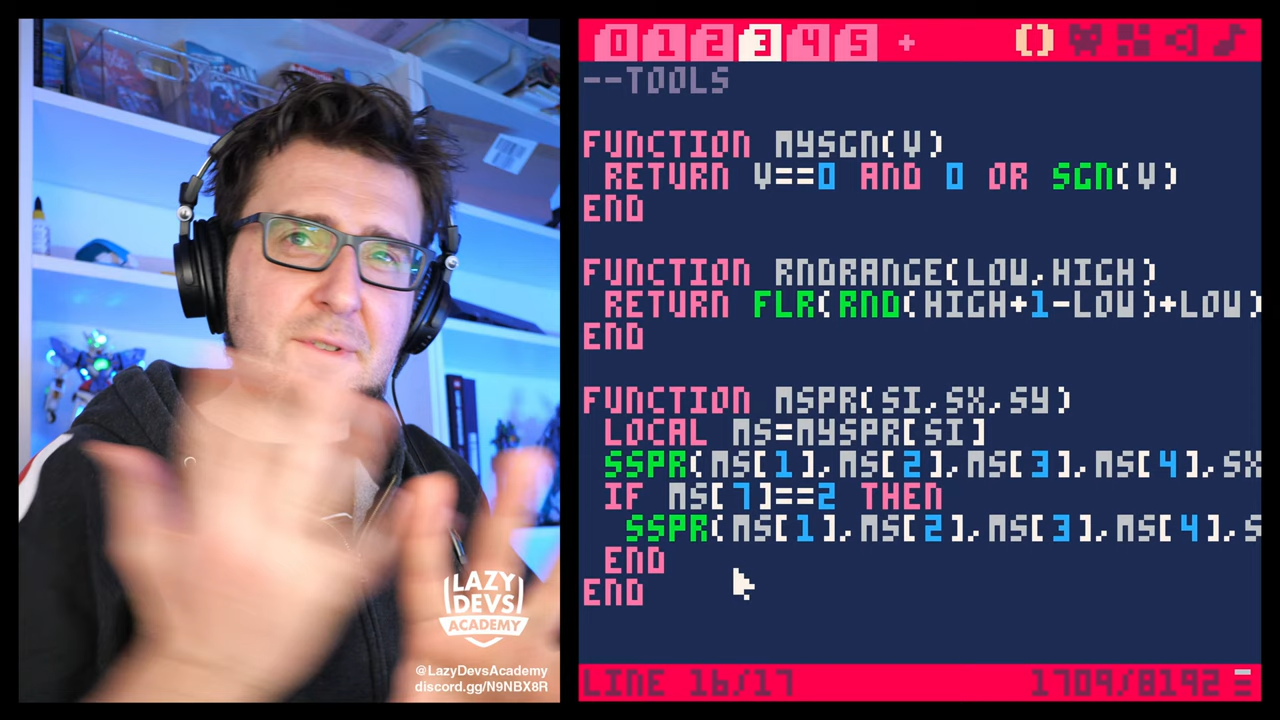 LAZY
DEVS
ACADEMY
@LazyDevsAcademy
discord.gg/N9NBX8R
0 1 2 3 4 5 +
--TOOLS
FUNCTION MYSGN(V)
RETURN V==0 AND 0 OR SGN(V)
END
FUNCTION RNDRANGE(LOW,HIGH)
RETURN FLR(RND(HIGH+1-LOW)+LOW)
END
FUNCTION MSPR(SI,SX,SY)
LOCAL MS=MYSPR[SI]
SSPR(MS[1],MS[2],MS[3],MS[4],SX
IF MS[7]==2 THEN
SSPR(MS[1],MS[2],MS[3],MS[4],S
END
END
LINE 16/17
1709/8192